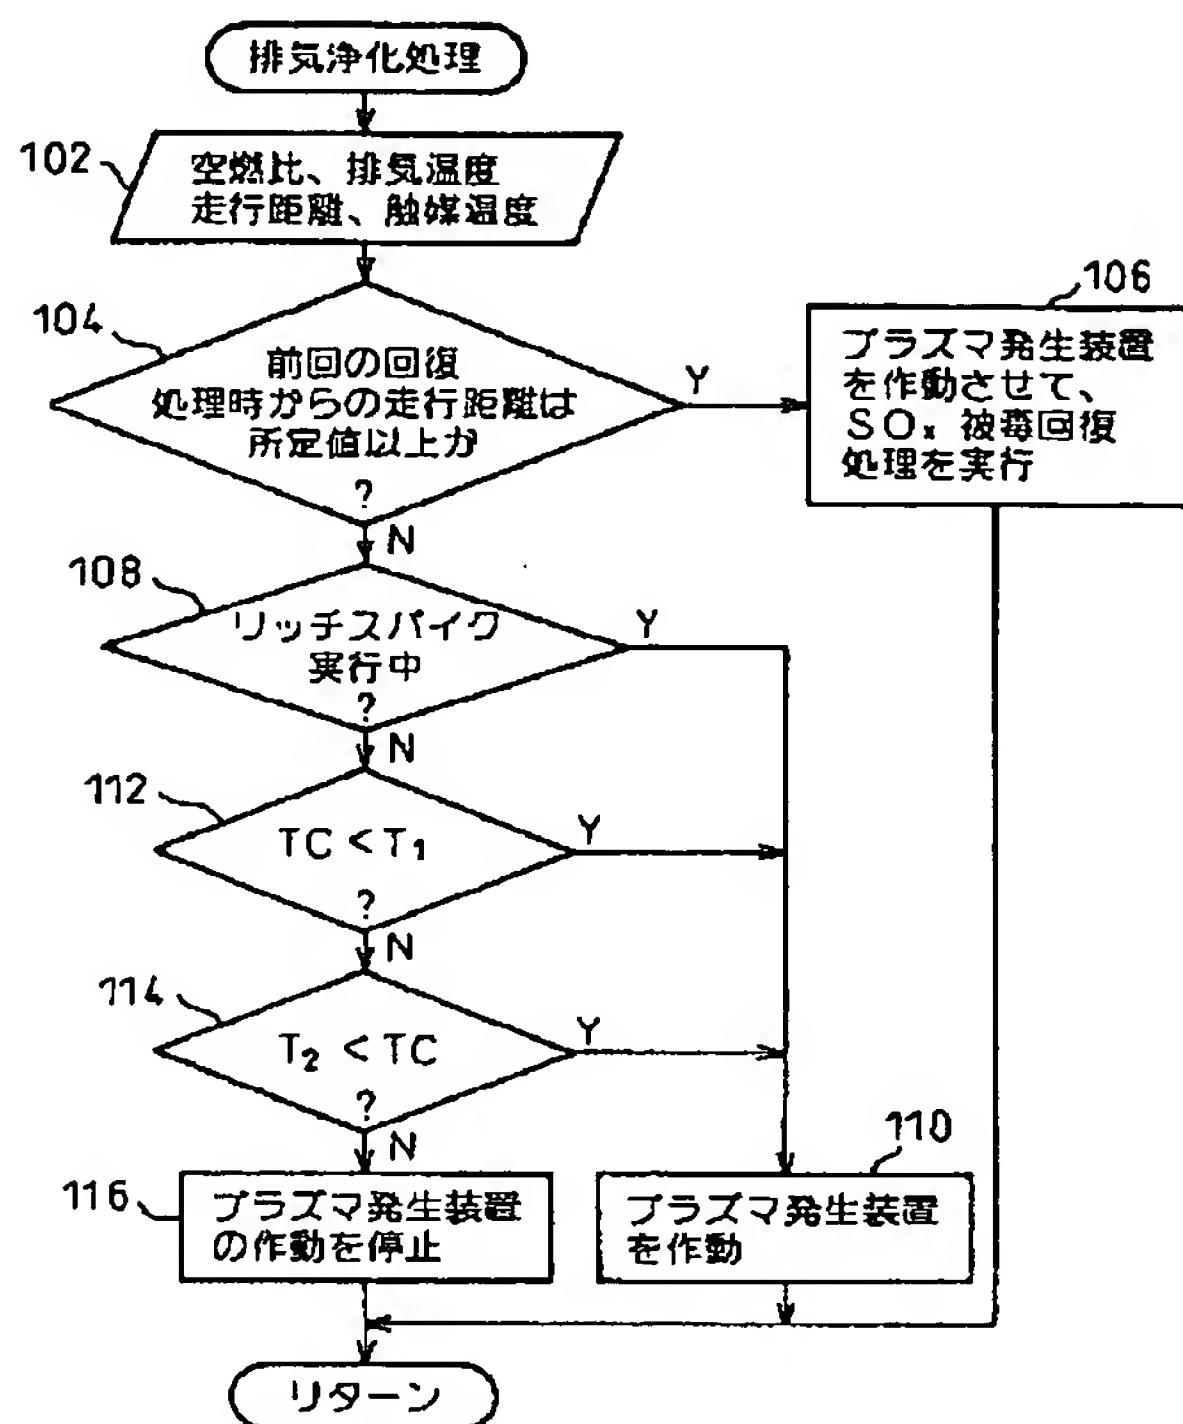 排気浄化処理
102
空燃比、排気温度
走行距離、触媒温度
104
前回の回復
処理時からの走行距離は
所定値以上か
?
Y
N
106
プラズマ発生装置
を作動させて、
SOx 被毒回復
処理を実行
108
リッチスパイク
実行中
?
Y
N
112
TC<T1
?
Y
N
114
T2<TC
?
Y
N
116
プラズマ発生装置
の作動を停止
110
プラズマ発生装置
を作動
リターン